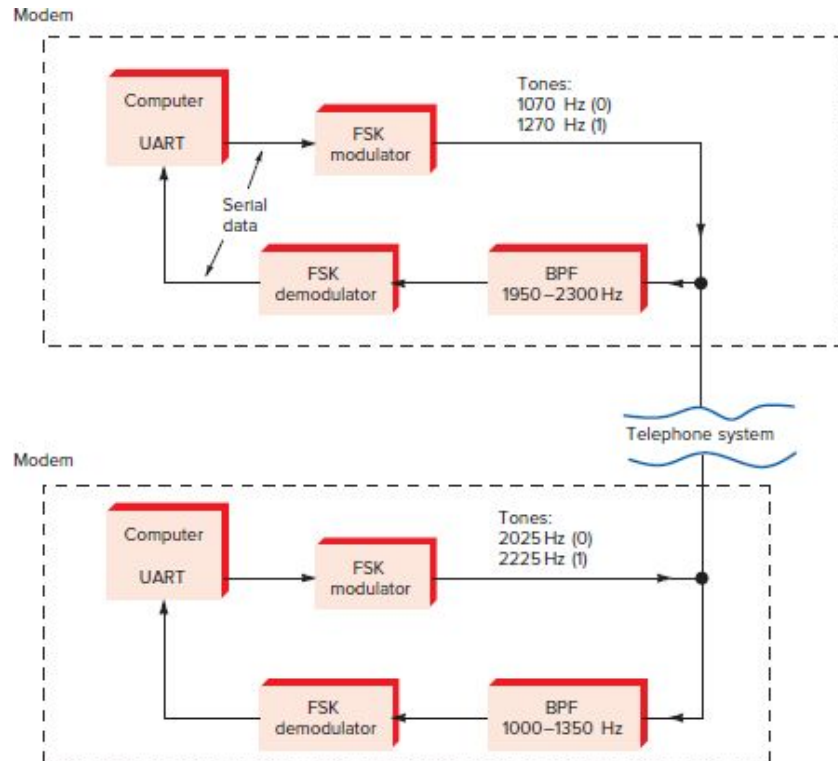 Modem
Computer
UART
FSK
modulator
Tones:
1070 Hz (0)
1270 Hz (1)
Serial
data
FSK
demodulator
BPF
1950–2300 Hz
Telephone system
Modem
Computer
UART
FSK
modulator
Tones:
2025 Hz (0)
2225 Hz (1)
FSK
demodulator
BPF
1000–1350 Hz